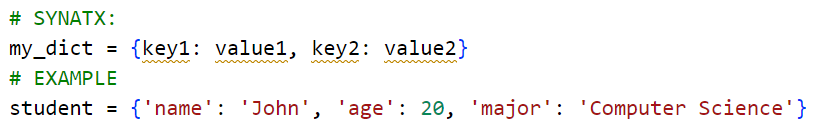 # SYNATX:
my_dict = {key1: value1, key2: value2}
# EXAMPLE
student = {'name': 'John', 'age': 20, 'major': 'Computer Science'}